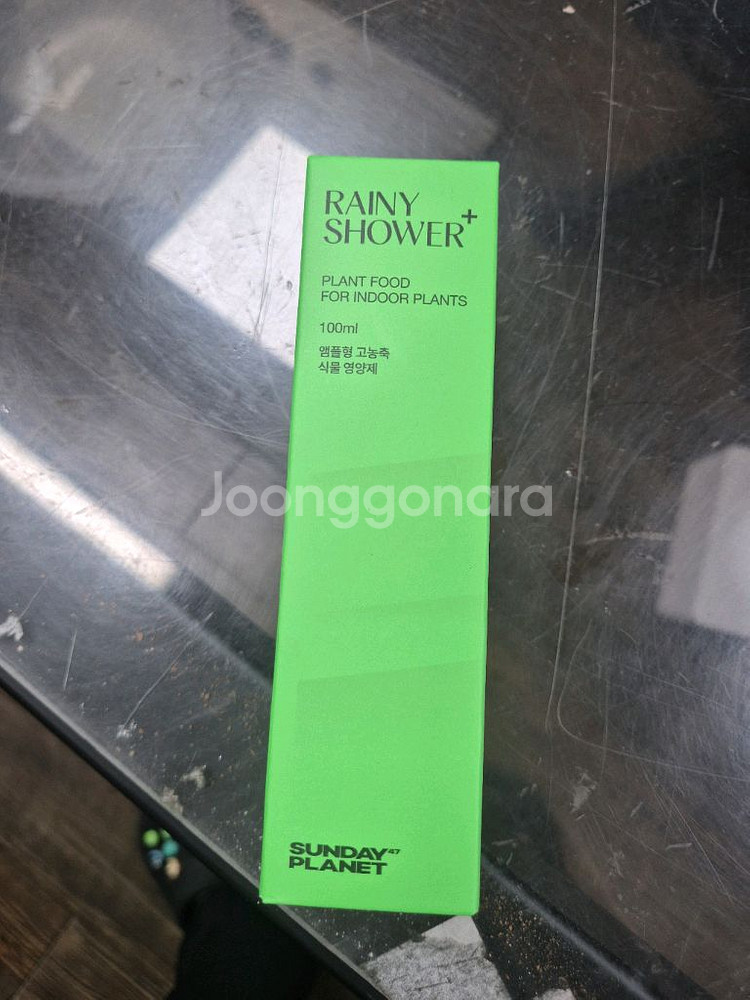 RAINY
SHOWER+
PLANT FOOD
FOR INDOOR PLANTS
100ml
앰플형 고농축
식물 영양제
Joonggonara
SUNDAY47
PLANET